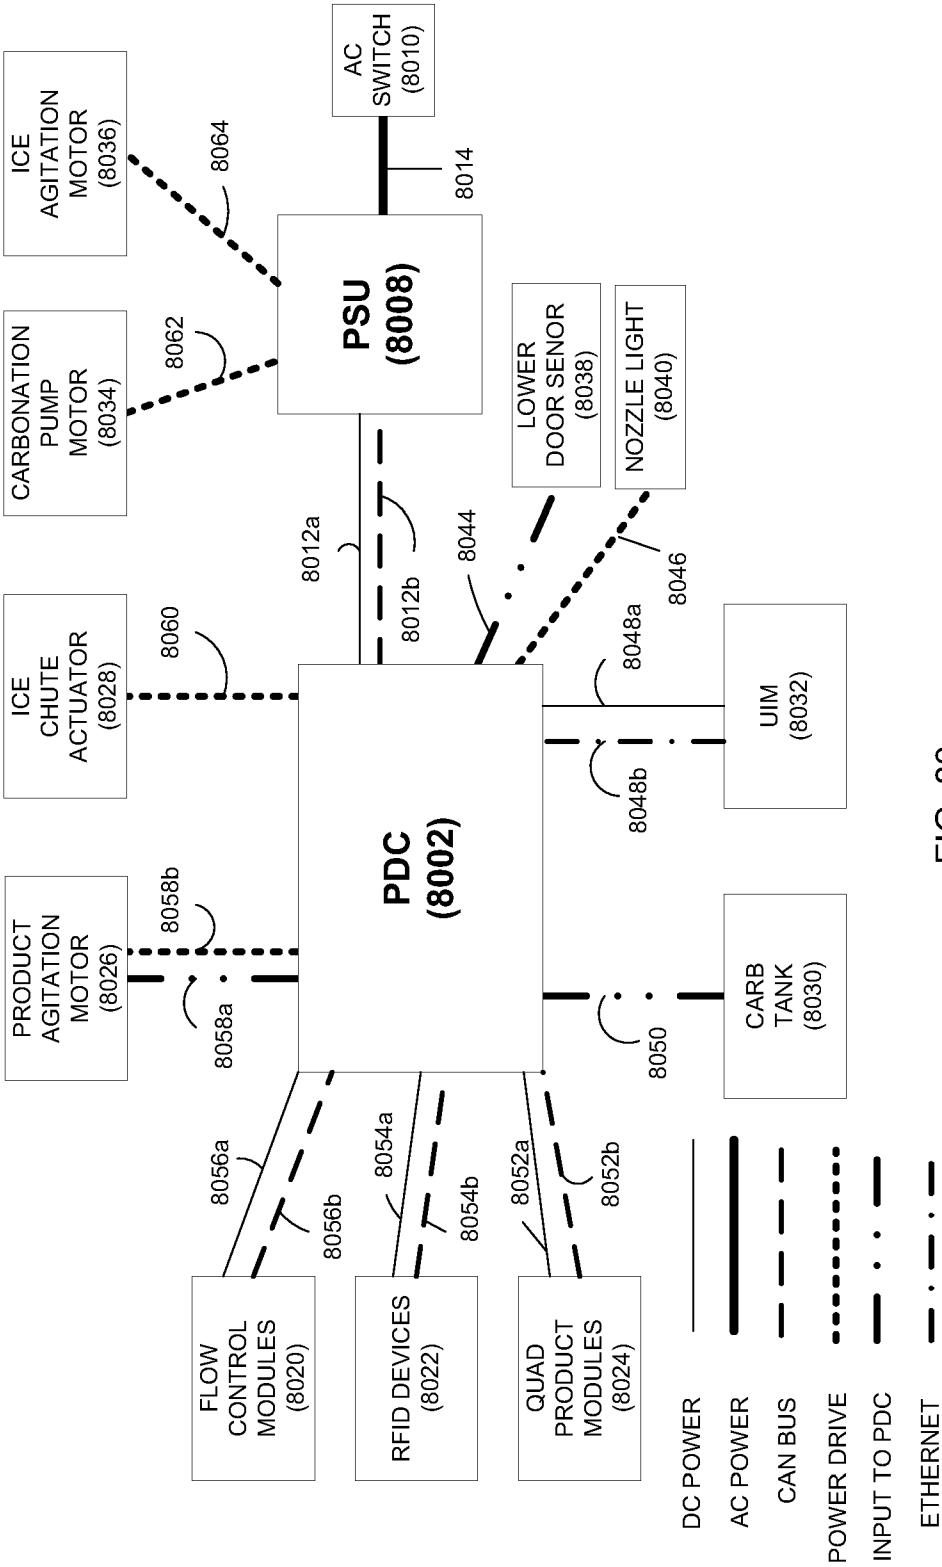 PRODUCT
AGITATION
MOTOR
(8026)
ICE
CHUTE
ACTUATOR
(8028)
CARBONATION
PUMP
MOTOR
(8034)
ICE
AGITATION
MOTOR
(8036)
8058a
8058b
8060
8062
8064
FLOW
CONTROL
MODULES
(8020)
8056a
8056b
RFID DEVICES
(8022)
8054a
8054b
QUAD
PRODUCT
MODULES
(8024)
8052a
8052b
PDC
(8002)
8012a
8012b
PSU
(8008)
8014
AC
SWITCH
(8010)
8044
LOWER
DOOR SENOR
(8038)
8046
NOZZLE LIGHT
(8040)
8050
8048b
8048a
CARB
TANK
(8030)
UIM
(8032)
DC POWER
AC POWER
CAN BUS
POWER DRIVE
INPUT TO PDC
ETHERNET
FIG.